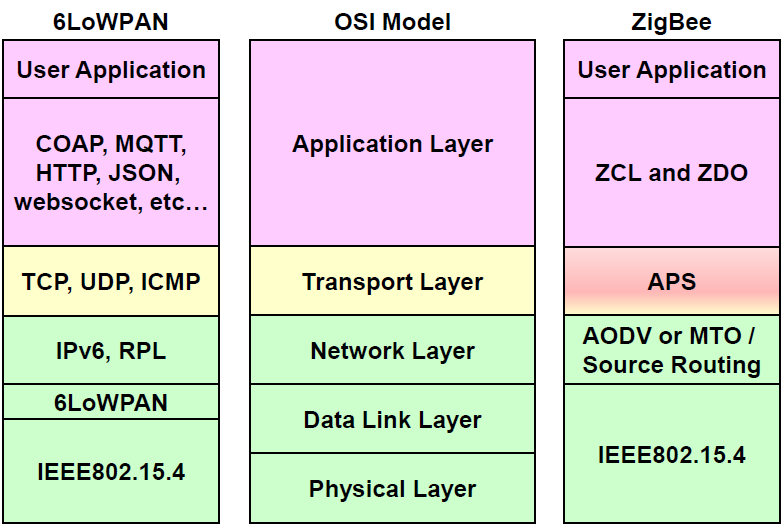 6LoWPAN
User Application
COAP, MQTT,
HTTP, JSON,
websocket, etc…
TCP, UDP, ICMP
IPv6, RPL
6LoWPAN
IEEE802.15.4
OSI Model
Application Layer
Transport Layer
Network Layer
Data Link Layer
Physical Layer
ZigBee
User Application
ZCL and ZDO
APS
AODV or MTO /
Source Routing
IEEE802.15.4